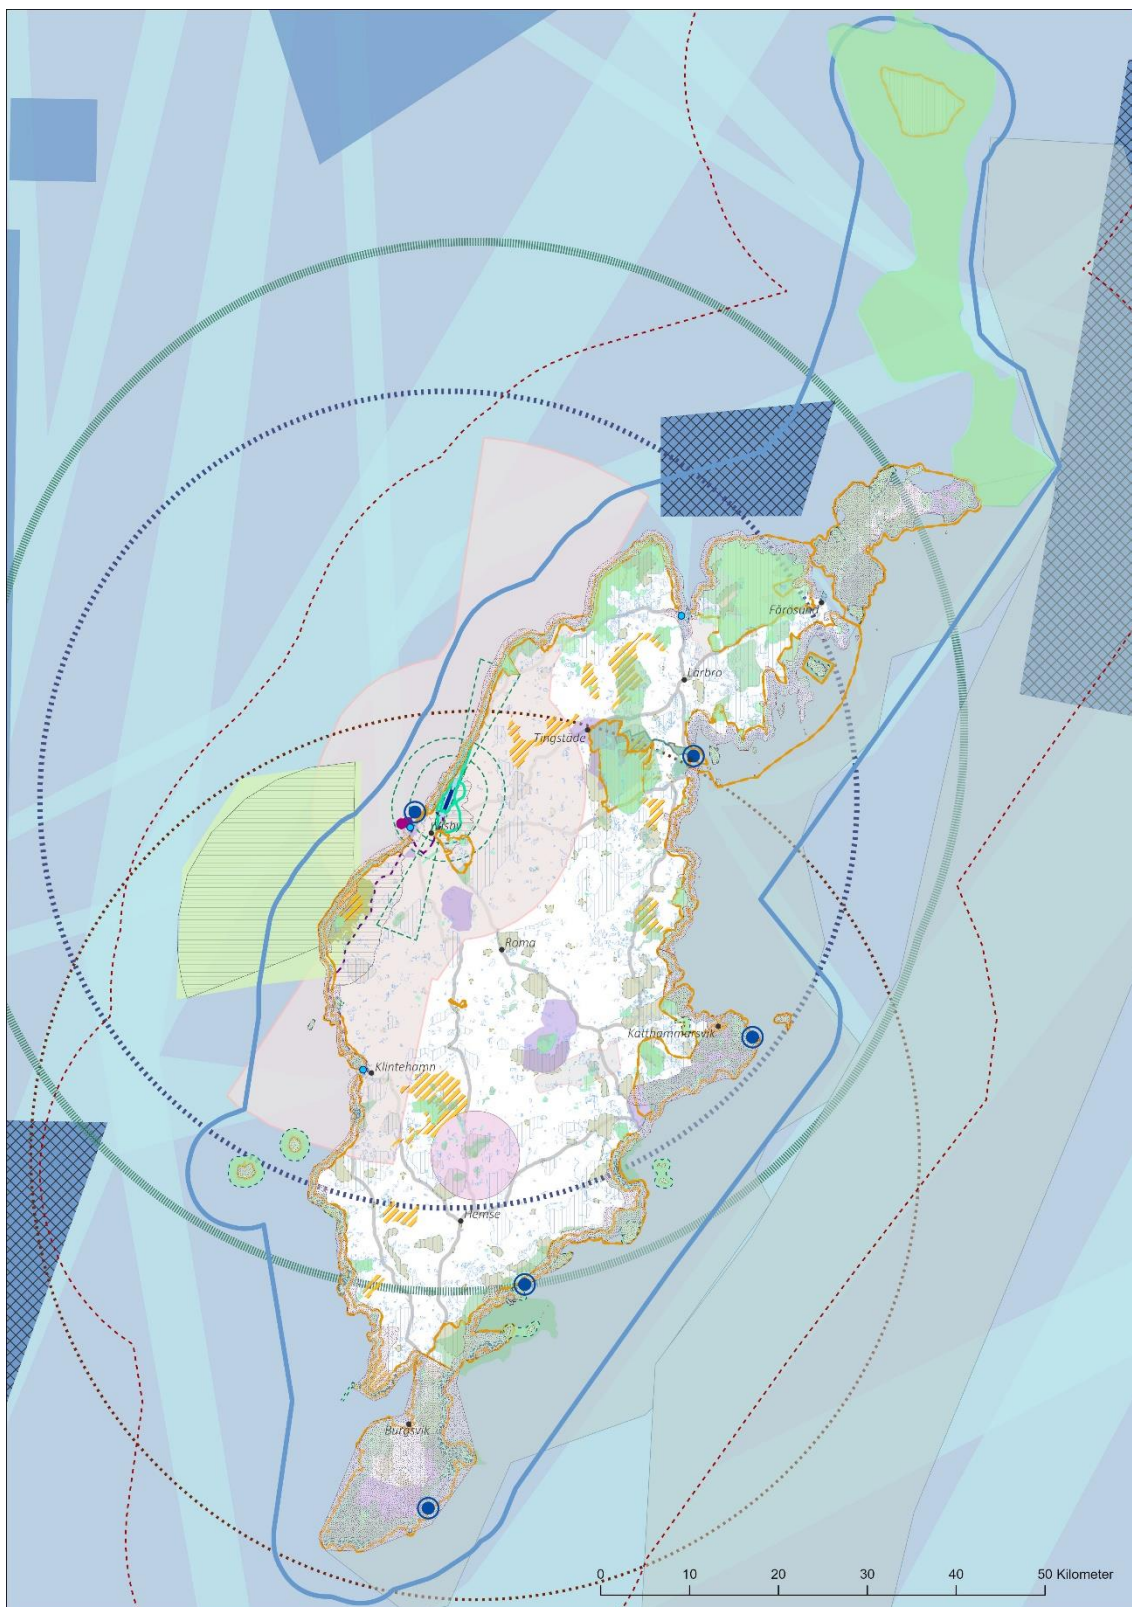 Fårösund
Lärbro
Tingstäde
Visby
Roma
Katthammarsvik
Klintehamn
Hemse
Burgsvik
0 10 20 30 40 50 Kilometer